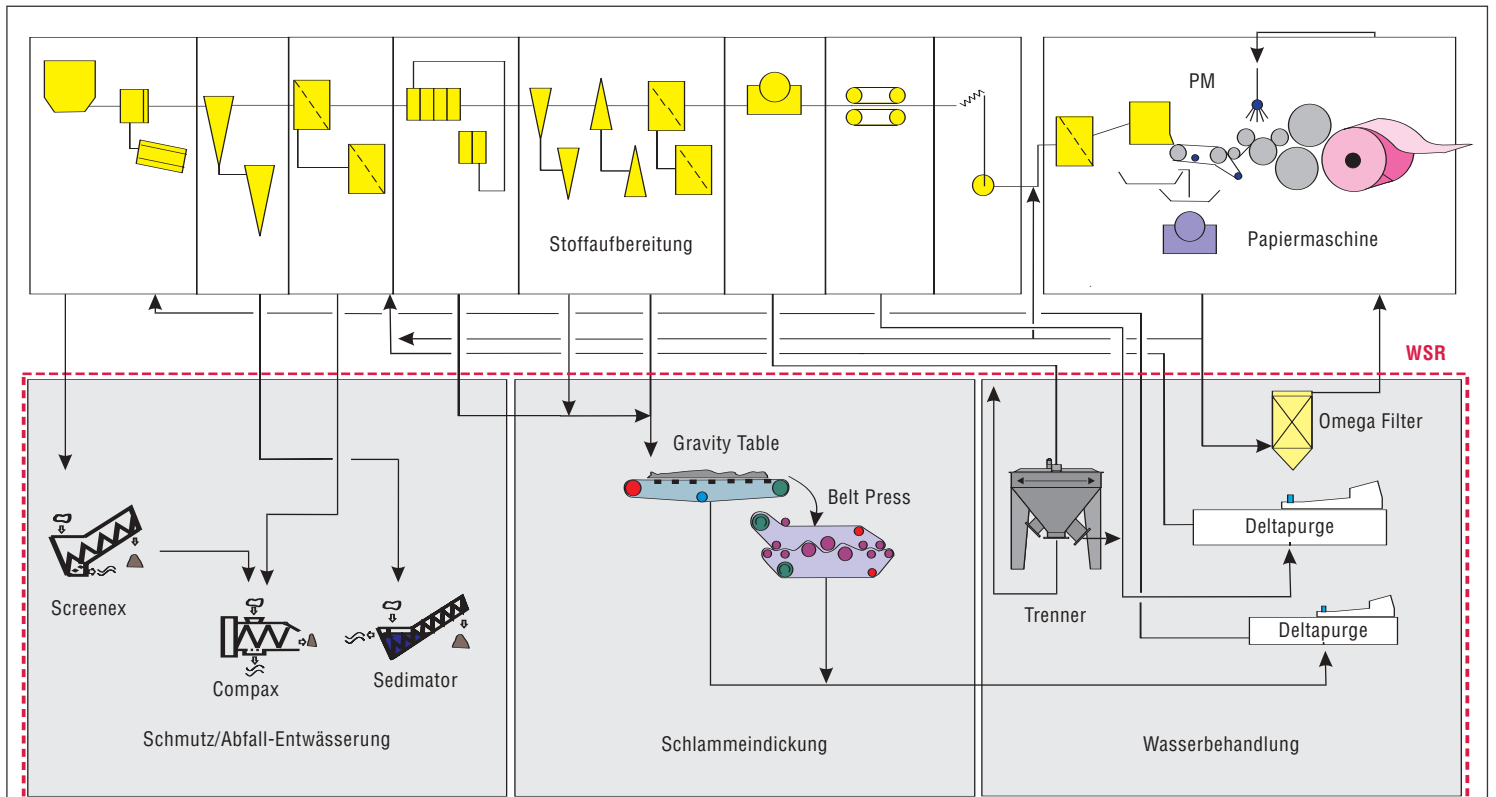 PM
Stoffaufbereitung
Papiermaschine
WSR
Omega Filter
Gravity Table
Belt Press
Deltapurge
Screenex
Trenner
Deltapurge
Compax
Sedimator
Schmutz/Abfall-Entwässerung
Schlammeindickung
Wasserbehandlung